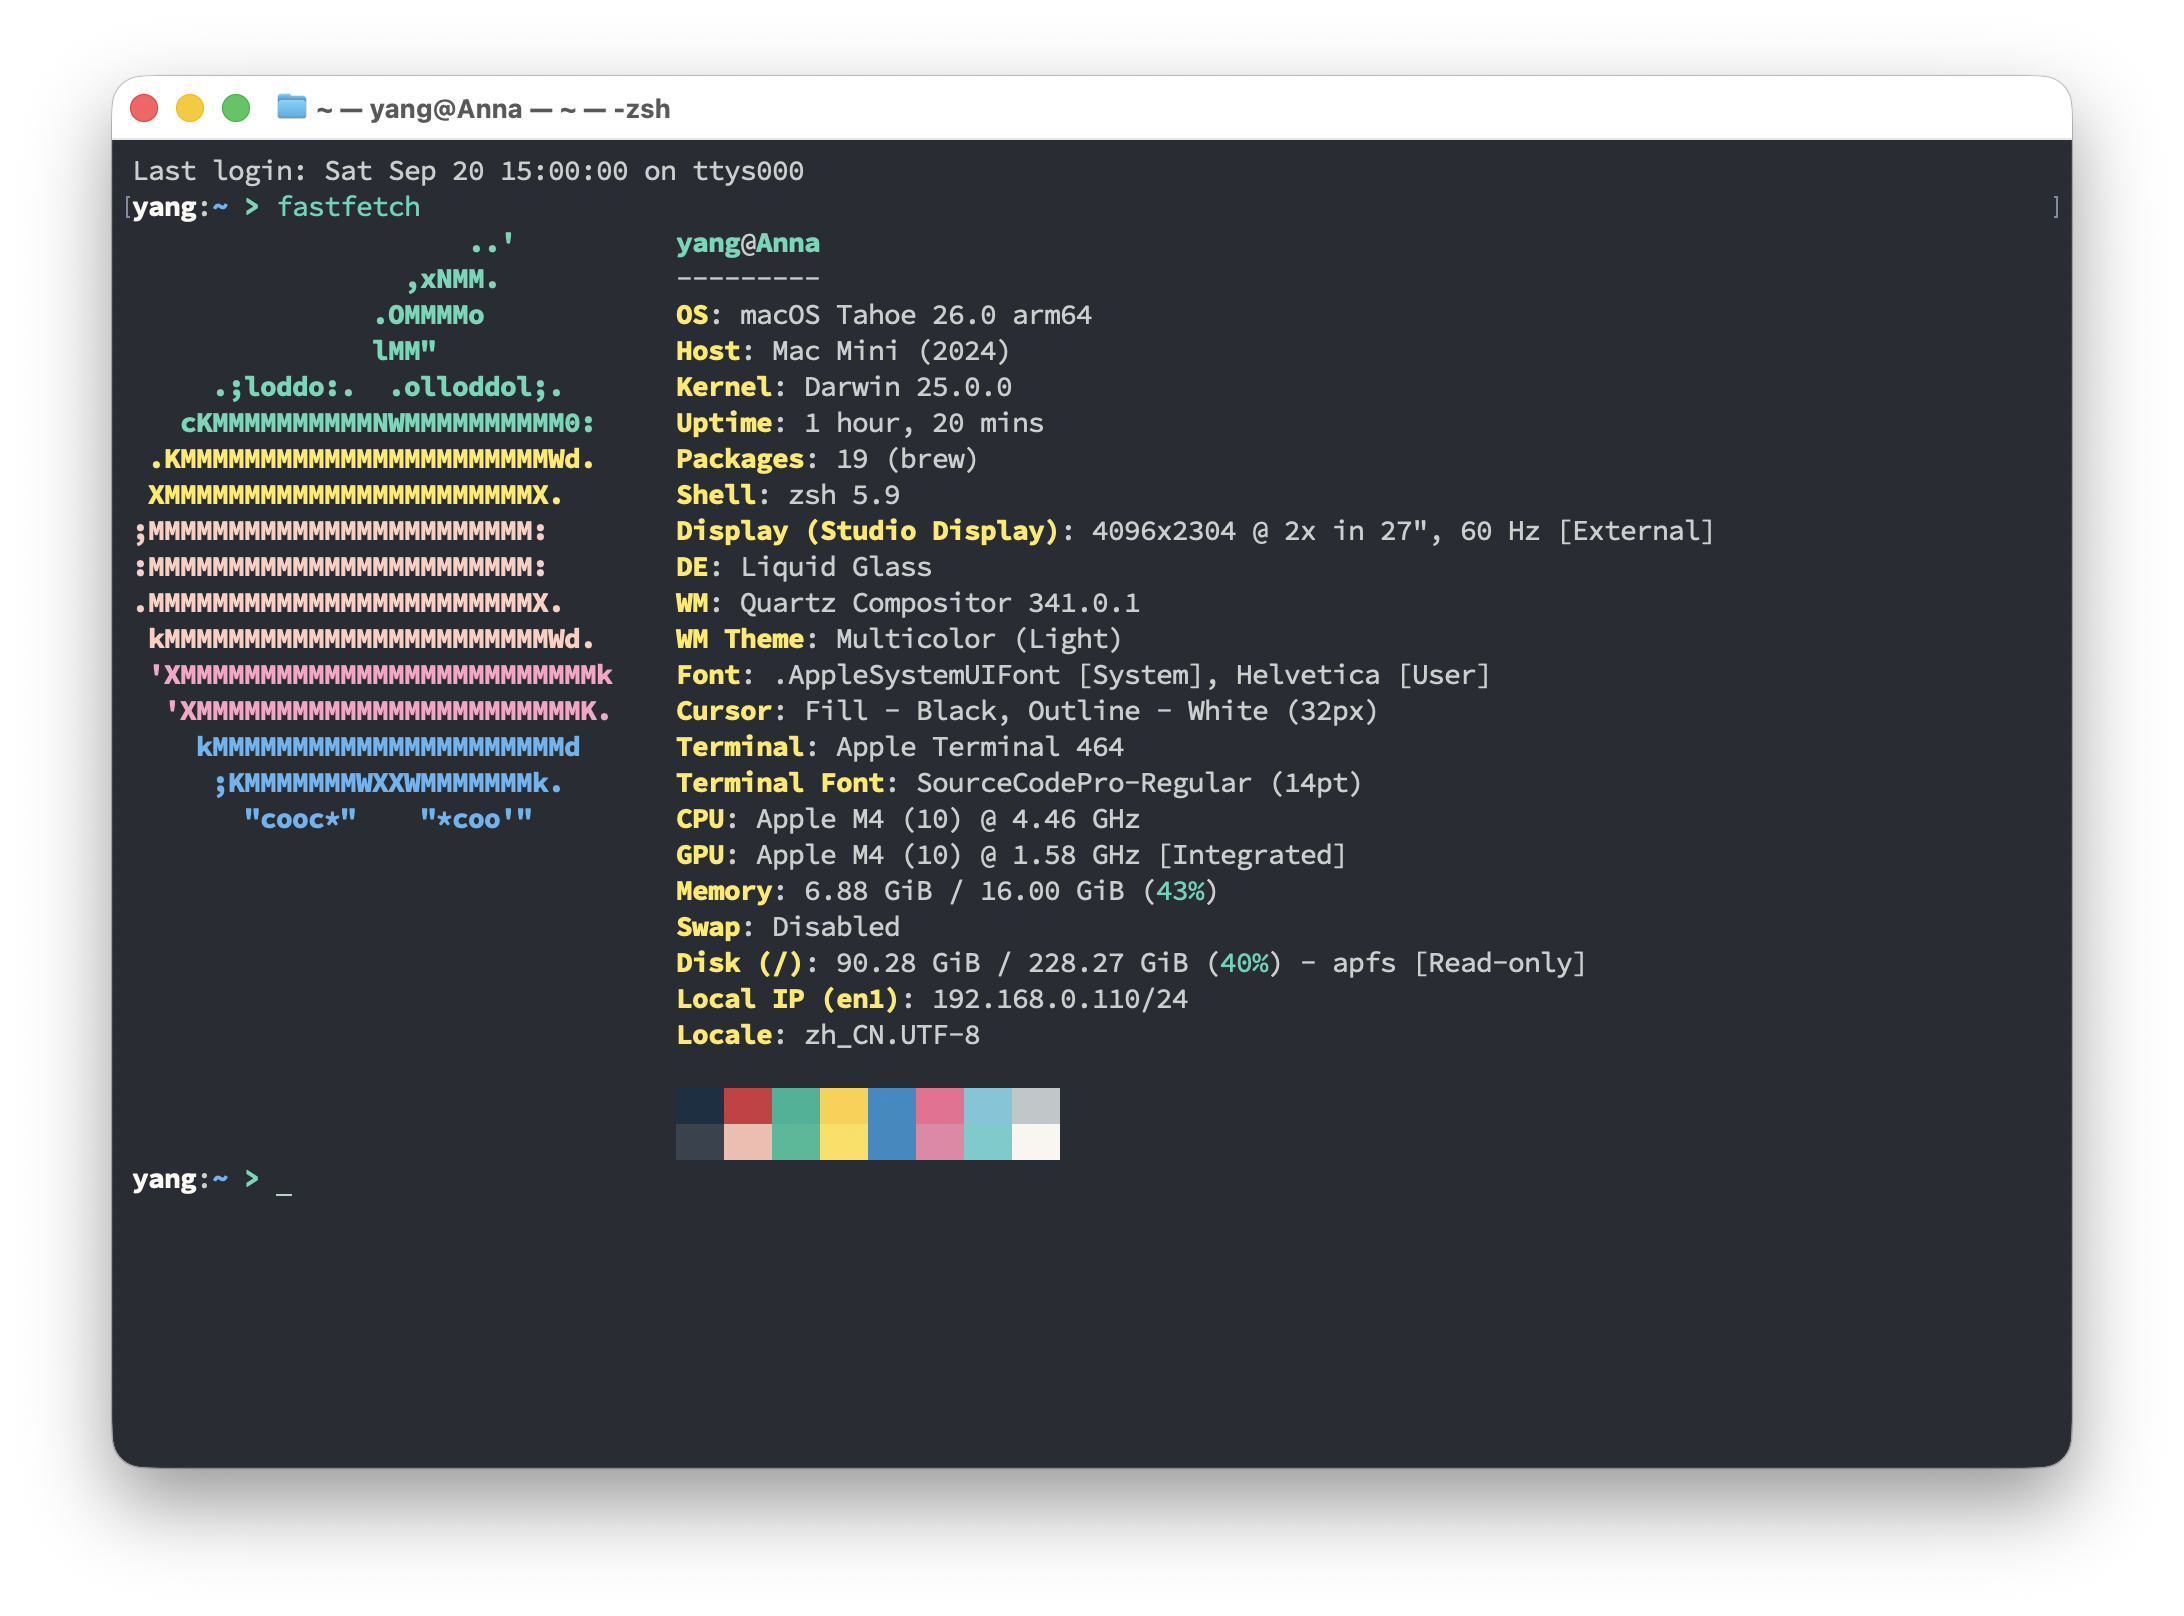 ~ — yang@Anna — ~ — -zsh
Last login: Sat Sep 20 15:00:00 on ttys000
[yang:~ > fastfetch ]
..' yang@Anna
,xNMM. ---------
.OMMMMo OS: macOS Tahoe 26.0 arm64
lMM" Host: Mac Mini (2024)
.;loddo:. .olloddol;. Kernel: Darwin 25.0.0
cKMMMMMMMMMMNWMMMMMMMMMM0: Uptime: 1 hour, 20 mins
.KMMMMMMMMMMMMMMMMMMMMMMMWd. Packages: 19 (brew)
XMMMMMMMMMMMMMMMMMMMMMMMX. Shell: zsh 5.9
;MMMMMMMMMMMMMMMMMMMMMMMM: Display (Studio Display): 4096x2304 @ 2x in 27", 60 Hz [External]
:MMMMMMMMMMMMMMMMMMMMMMMM: DE: Liquid Glass
.MMMMMMMMMMMMMMMMMMMMMMMMX. WM: Quartz Compositor 341.0.1
kMMMMMMMMMMMMMMMMMMMMMMMMWd. WM Theme: Multicolor (Light)
'XMMMMMMMMMMMMMMMMMMMMMMMMMMk Font: .AppleSystemUIFont [System], Helvetica [User]
'XMMMMMMMMMMMMMMMMMMMMMMMMK. Cursor: Fill - Black, Outline - White (32px)
kMMMMMMMMMMMMMMMMMMMMMMd Terminal: Apple Terminal 464
;KMMMMMMMWXXWMMMMMMMk. Terminal Font: SourceCodePro-Regular (14pt)
"cooc*" "*coo'" CPU: Apple M4 (10) @ 4.46 GHz
GPU: Apple M4 (10) @ 1.58 GHz [Integrated]
Memory: 6.88 GiB / 16.00 GiB (43%)
Swap: Disabled
Disk (/): 90.28 GiB / 228.27 GiB (40%) - apfs [Read-only]
Local IP (en1): 192.168.0.110/24
Locale: zh_CN.UTF-8
yang:~ > _